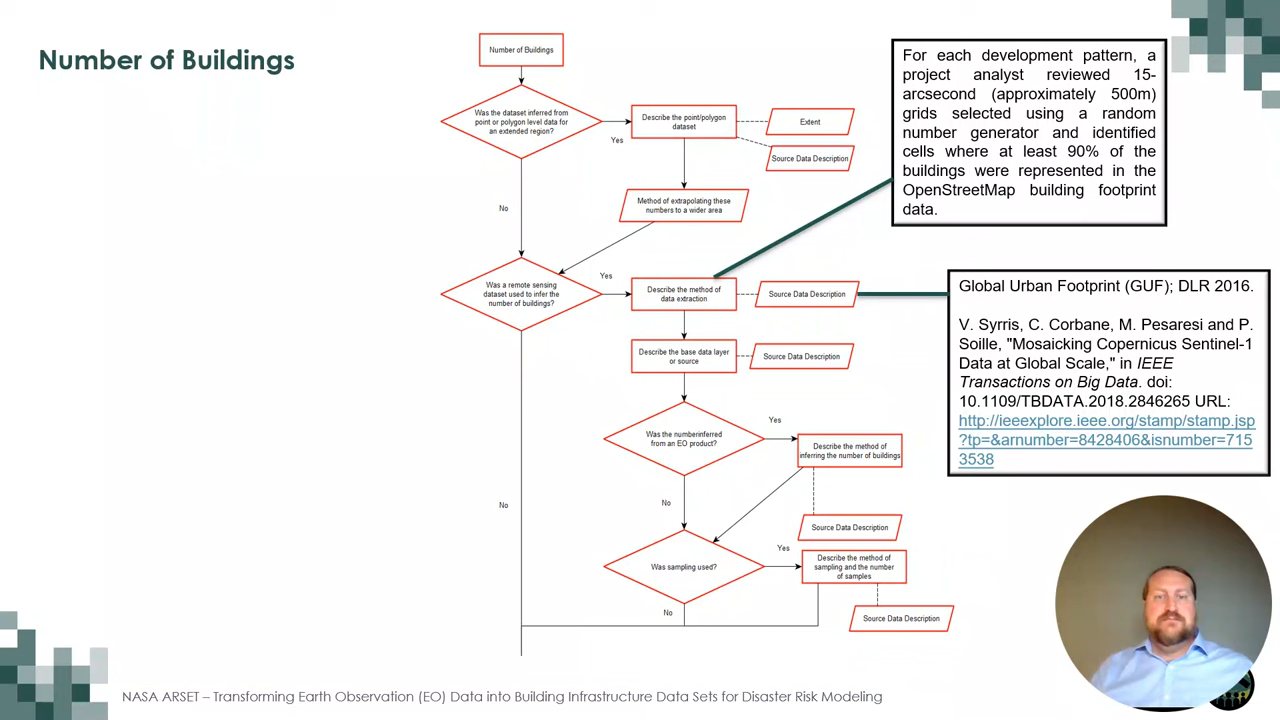 Number of Buildings
Number of Buildings
Was the dataset inferred from
point or polygon level data for
an extended region?
Yes
Describe the point/polygon
dataset
Extent
Source Data Description
No
Method of extrapolating these
numbers to a wider area
For each development pattern, a
project analyst reviewed 15-
arcsecond (approximately 500m)
grids selected using a random
number generator and identified
cells where at least 90% of the
buildings were represented in the
OpenStreetMap building footprint
data.
Was a remote sensing
dataset used to infer the
number of buildings?
Yes
Describe the method of
data extraction
Source Data Description
Global Urban Footprint (GUF); DLR 2016.
V. Syrris, C. Corbane, M. Pesaresi and P.
Soille, "Mosaicking Copernicus Sentinel-1
Data at Global Scale," in IEEE
Transactions on Big Data. doi:
10.1109/TBDATA.2018.2846265 URL:
http://ieeexplore.ieee.org/stamp/stamp.jsp
?tp=&arnumber=8428406&isnumber=715
3538
Describe the base data layer
or source
Source Data Description
Was the numberinferred
from an EO product?
Yes
Describe the method of
inferring the number of buildings
No
No
Source Data Description
Was sampling used?
Yes
Describe the method of
sampling and the number
of samples
No
Source Data Description
NASA ARSET – Transforming Earth Observation (EO) Data into Building Infrastructure Data Sets for Disaster Risk Modeling